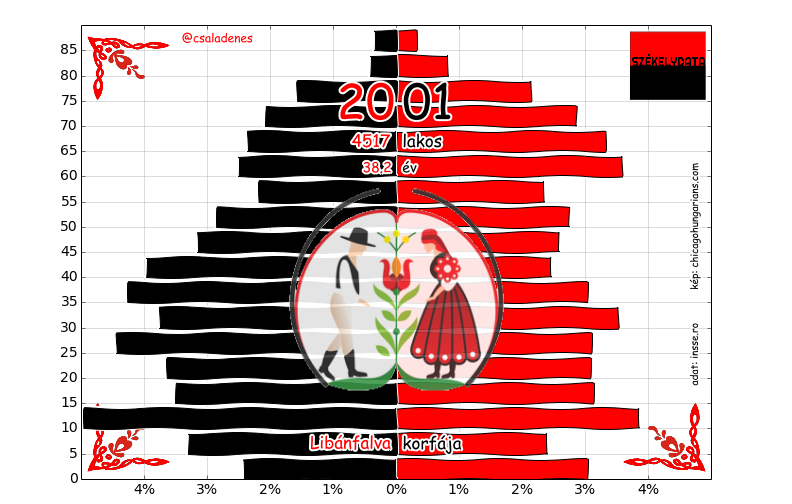 @csaladenes
SZÉKELYDATA
2001
4517 lakos
38,2 év
Libánfalva korfája
kép: chicagohungarians.com
adat: insse.ro
85
80
75
70
65
60
55
50
45
40
35
30
25
20
15
10
5
0
4% 3% 2% 1% 0% 1% 2% 3% 4%